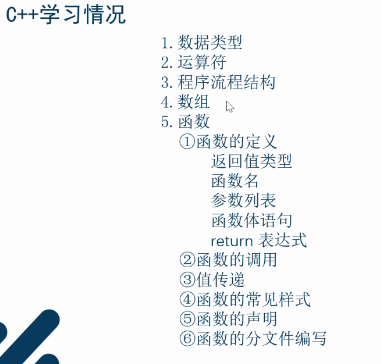 C++学习情况
1.数据类型
2.运算符
3.程序流程结构
4.数组
5.函数
①函数的定义
返回值类型
函数名
参数列表
函数体语句
return 表达式
②函数的调用
③值传递
④函数的常见样式
⑤函数的声明
⑥函数的分文件编写